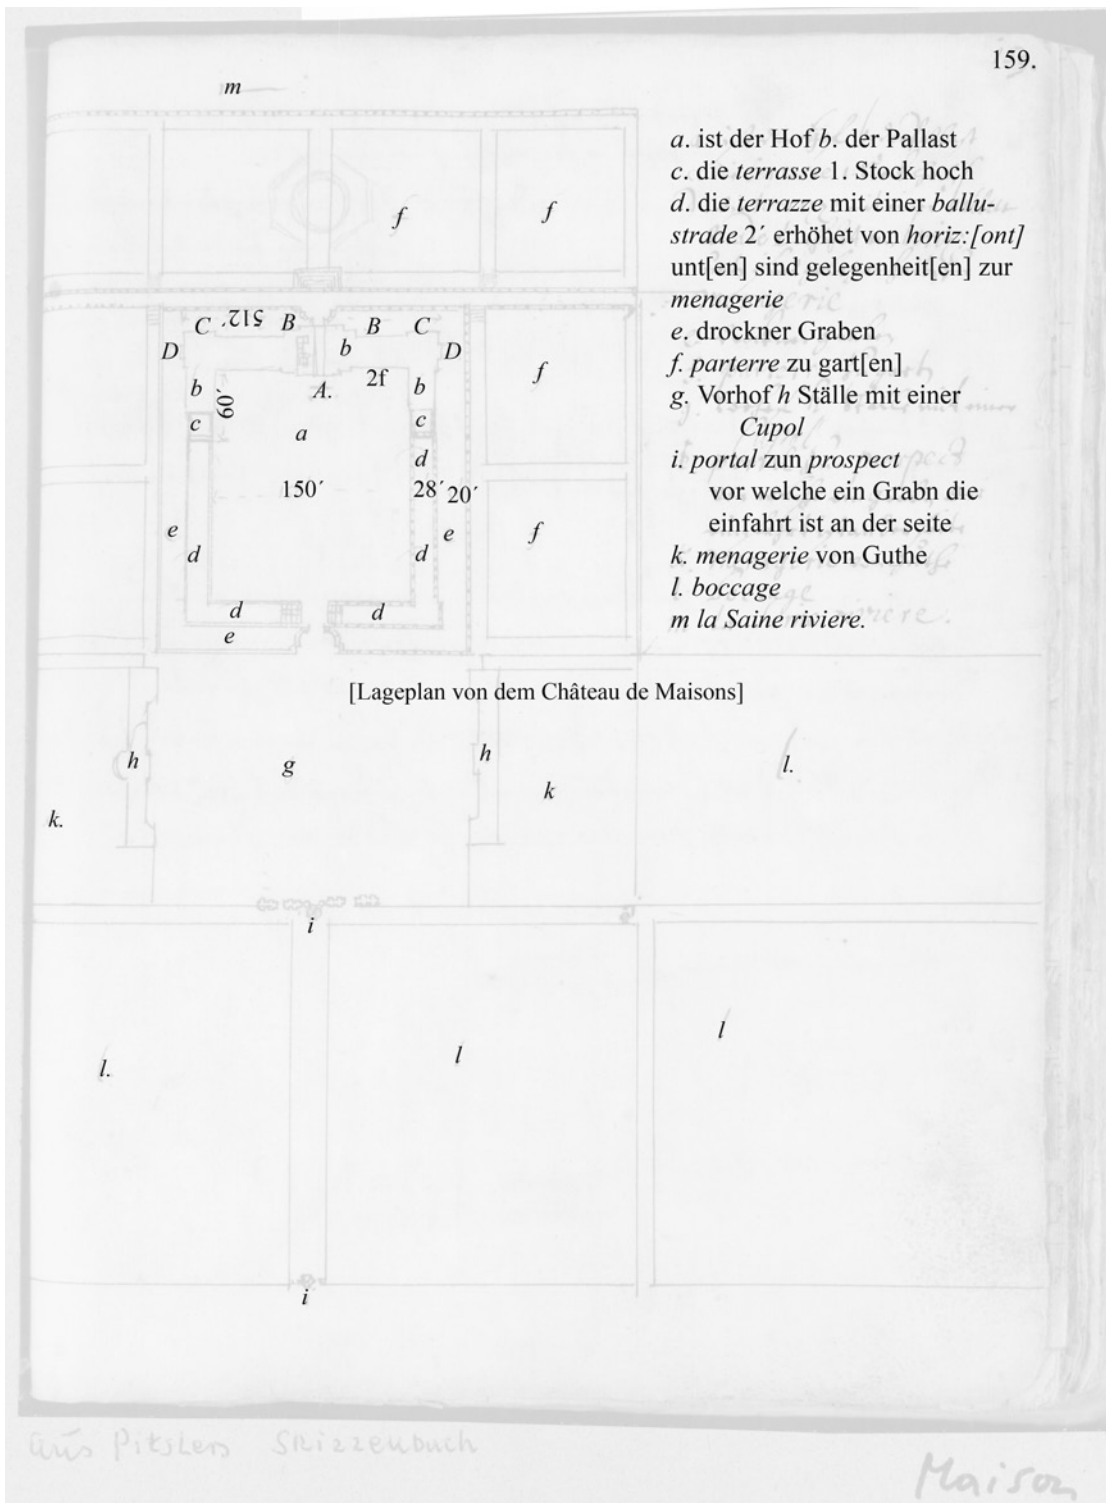 159.
m
a. ist der Hof b. der Pallast
c. die terrasse 1. Stock hoch
d. die terrazze mit einer ballu-
strade 2´ erhöhet von horiz:[ont]
unt[en] sind gelegenheit[en] zur
menagerie
e. drockner Graben
f. parterre zu gart[en]
g. Vorhof h Ställe mit einer
Cupol
i. portal zun prospect
vor welche ein Grabn die
einfahrt ist an der seite
k. menagerie von Guthe
l. boccage
m la Saine riviere.
f f
C 512´ B B C
D b D
f
b 60´ A. 2f b
c a c
d
150´ 28´ 20´
e e f
d d
d d
e
[Lageplan von dem Château de Maisons]
h g h l.
k
k.
i
l. l l
i
aus Pitzlers Skizzenbuch
Maison